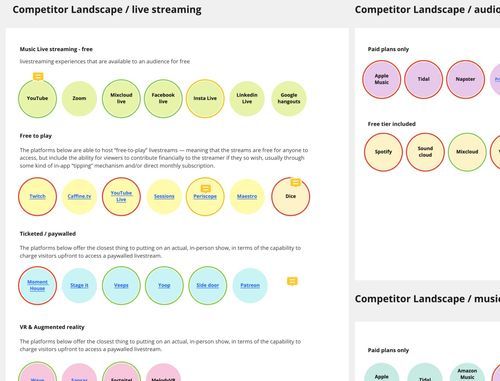 Competitor Landscape / live streaming
Music Live streaming - free
livestreaming experiences that are available to an audience for free
YouTube
Zoom
Mixcloud
live
Facebook
live
Insta Live
Linkedin
Live
Google
hangouts
Free to play
The platforms below are able to host "free-to-play" livestreams — meaning that the streams are free for anyone to
access, but include the ability for viewers to contribute financially to the streamer if they so wish, usually through
some kind of in-app "tipping" mechanism and/or direct monthly subscription.
Twitch
Caffine.tv
YouTube
Live
Sessions
Periscope
Maestro
Dice
Ticketed / paywalled
The platforms below offer the closest thing to putting on an actual, in-person show, in terms of the capability to
charge visitors upfront to access a paywalled livestream.
Moment
House
Stage it
Veeps
Yoop
Side door
Patreon
VR & Augmented reality
The platforms below offer the closest thing to putting on an actual, in-person show, in terms of the capability to
charge visitors upfront to access a paywalled livestream.
Wave
MelodyVR
Competitor Landscape / audio
Paid plans only
Apple
Music
Tidal
Napster
Free tier included
Spotify
Sound
cloud
Mixcloud
Competitor Landscape / music
Paid plans only
Apple
Tidal
Amazon
Music